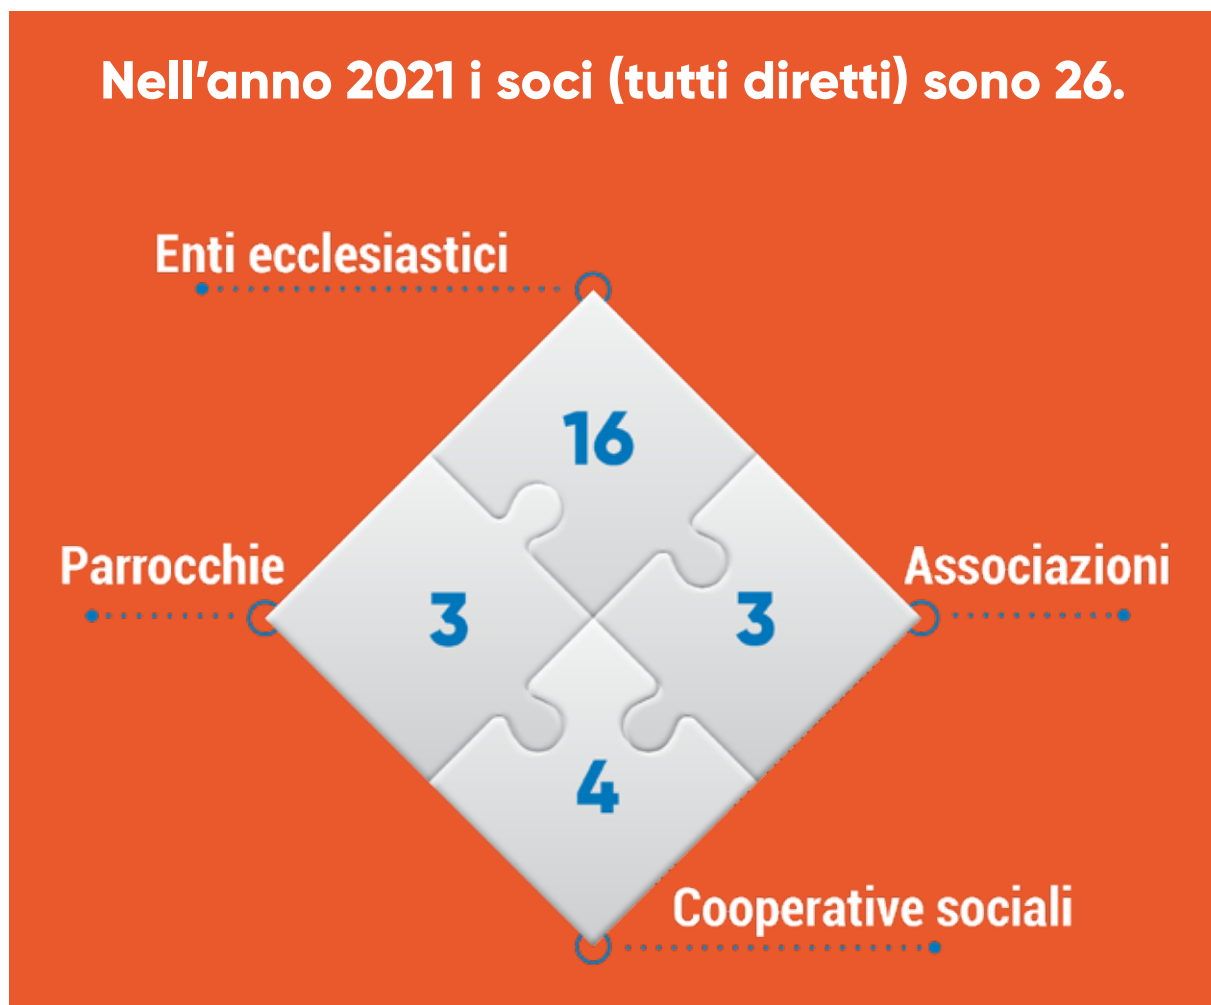 Nell'anno 2021 i soci (tutti diretti) sono 26.
Enti ecclesiastici
16
Parrocchie
3
3
Associazioni
4
Cooperative sociali